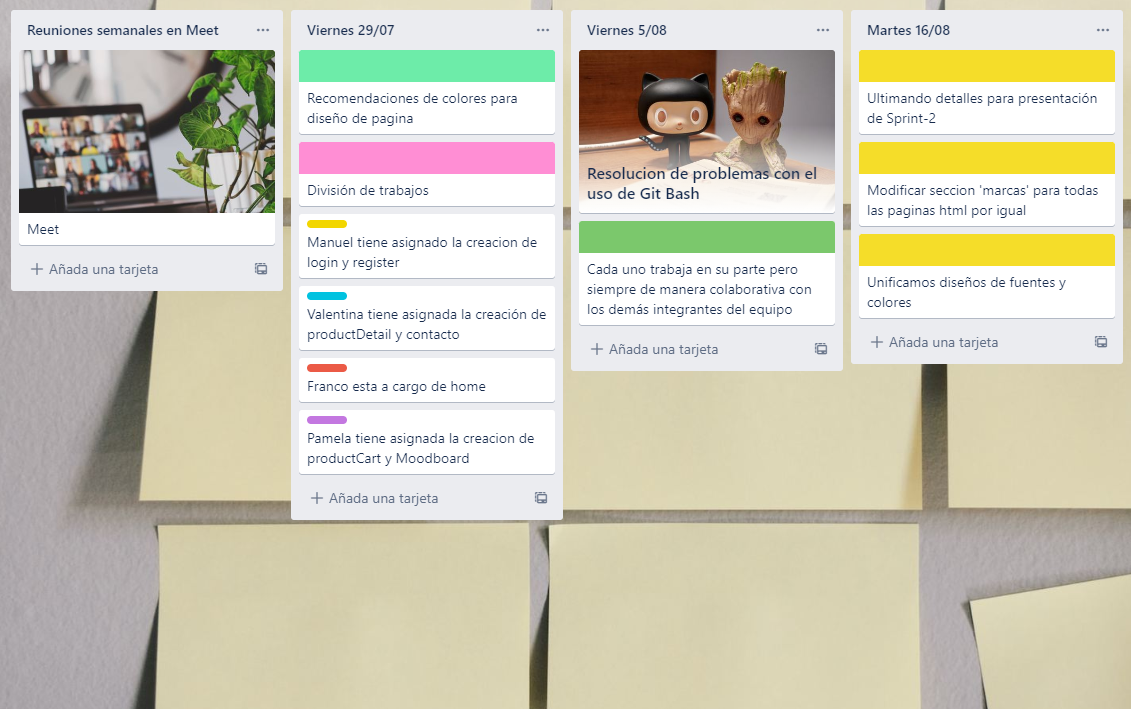 Reuniones semanales en Meet
Meet
Añada una tarjeta
Viernes 29/07
Recomendaciones de colores para
diseño de pagina
División de trabajos
Manuel tiene asignado la creacion de
login y register
Valentina tiene asignada la creación de
productDetail y contacto
Franco esta a cargo de home
Pamela tiene asignada la creacion de
productCart y Moodboard
Añada una tarjeta
Viernes 5/08
Resolucion de problemas con el
uso de Git Bash
Cada uno trabaja en su parte pero
siempre de manera colaborativa con
los demás integrantes del equipo
Añada una tarjeta
Martes 16/08
Ultimando detalles para presentación
de Sprint-2
Modificar seccion 'marcas' para todas
las paginas html por igual
Unificamos diseños de fuentes y
colores
Añada una tarjeta